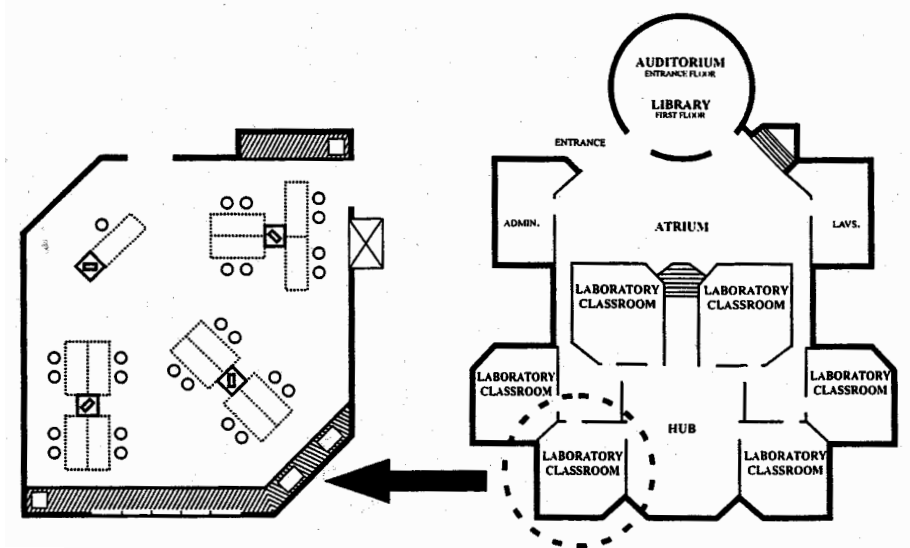 AUDITORIUM
ENTRANCE FLOOR
LIBRARY
FIRST FLOOR
ENTRANCE
ADMIN.
ATRIUM
LAVS.
LABORATORY
CLASSROOM
LABORATORY
CLASSROOM
LABORATORY
CLASSROOM
LABORATORY
CLASSROOM
HUB
LABORATORY
CLASSROOM
LABORATORY
CLASSROOM